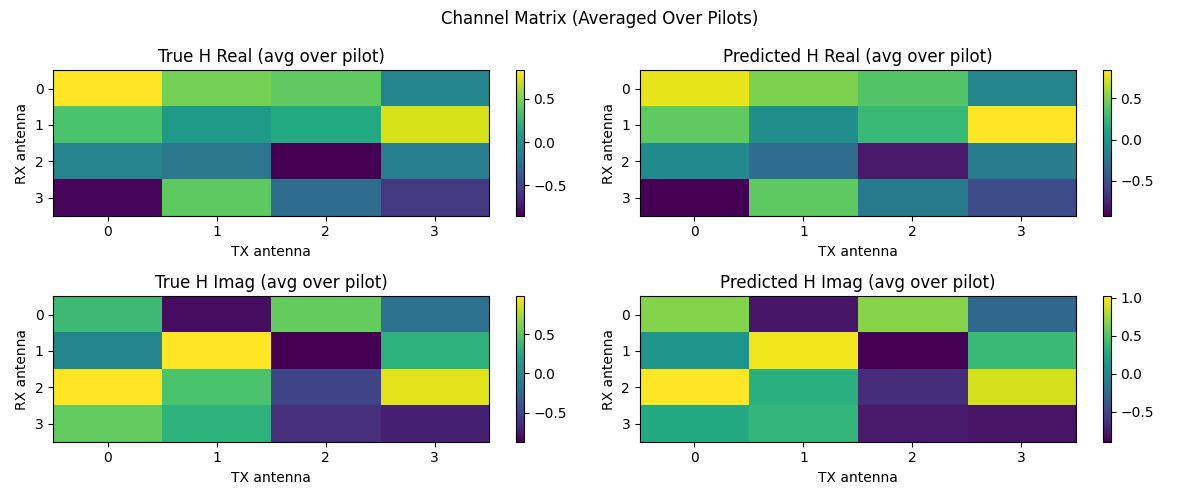 Channel Matrix (Averaged Over Pilots)
True H Real (avg over pilot)
RX antenna
0
1
2
3
0 1 2 3
TX antenna
0.5
0.0
−0.5
Predicted H Real (avg over pilot)
RX antenna
0
1
2
3
0 1 2 3
TX antenna
0.5
0.0
−0.5
True H Imag (avg over pilot)
RX antenna
0
1
2
3
0 1 2 3
TX antenna
0.5
0.0
−0.5
Predicted H Imag (avg over pilot)
RX antenna
0
1
2
3
0 1 2 3
TX antenna
1.0
0.5
0.0
−0.5